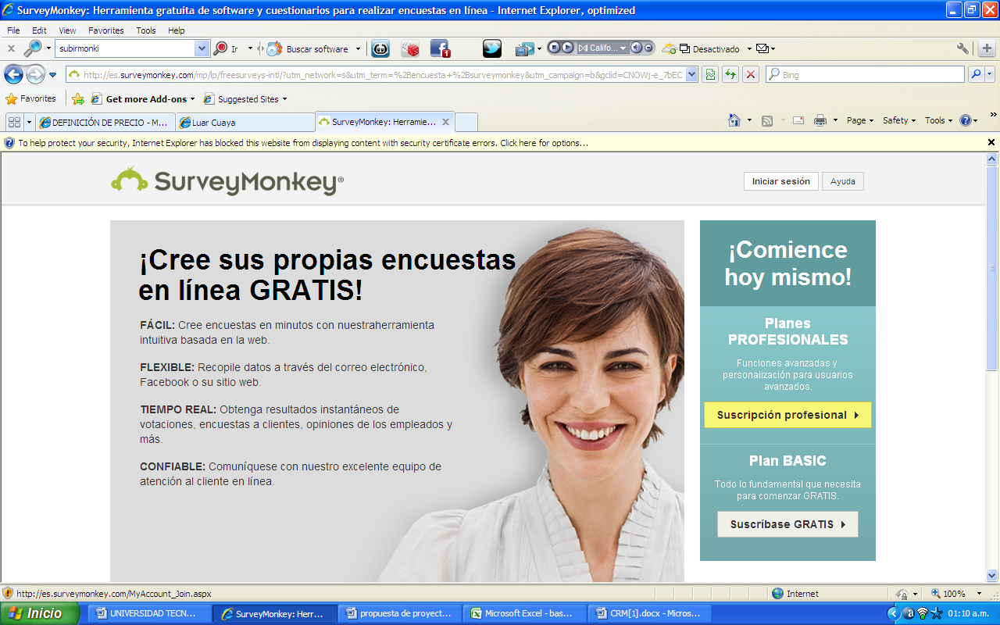 SurveyMonkey: Herramienta gratuita de software y cuestionarios para realizar encuestas en línea - Internet Explorer, optimized
File Edit View Favorites Tools Help
subirmonki Ir Buscar software 1 Califo... Desactivado
http://es.surveymonkey.com/mp/lp/freesurveys-intl/?utm_network=s&utm_term=%2Bencuesta+%2Bsurveymonkey&utm_campaign=b&gclid=CNOWj-e_7bEC Bing
Favorites Get more Add-ons Suggested Sites
DEFINICIÓN DE PRECIO - M... Luar Cuaya SurveyMonkey: Herramie... Page Safety Tools
To help protect your security, Internet Explorer has blocked this website from displaying content with security certificate errors. Click here for options...
SurveyMonkey®
Iniciar sesión Ayuda
¡Cree sus propias encuestas
en línea GRATIS!
FÁCIL: Cree encuestas en minutos con nuestraherramienta
intuitiva basada en la web.
FLEXIBLE: Recopile datos a través del correo electrónico,
Facebook o su sitio web.
TIEMPO REAL: Obtenga resultados instantáneos de
votaciones, encuestas a clientes, opiniones de los empleados y
más.
CONFIABLE: Comuníquese con nuestro excelente equipo de
atención al cliente en línea.
¡Comience
hoy mismo!
Planes
PROFESIONALES
Funciones avanzadas y
personalización para usuarios
avanzados.
Suscripción profesional
Plan BASIC
Todo lo fundamental que necesita
para comenzar GRATIS.
Suscríbase GRATIS
http://es.surveymonkey.com/MyAccount_Join.aspx Internet 100%
Inicio UNIVERSIDAD TECN... SurveyMonkey: Herr... propuesta de proyect... Microsoft Excel - bas... CRM[1].docx - Micros... 01:10 a.m.